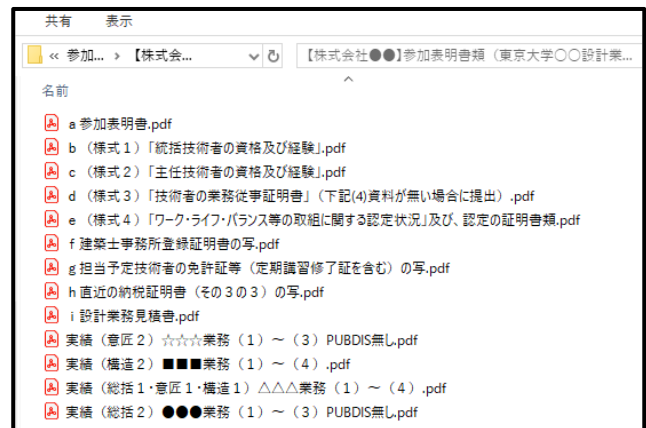 共有 表示
« 参加... › 【株式会... 【株式会社●●】参加表明書類（東京大学〇〇設計業...
名前
a 参加表明書.pdf
b （様式１）「統括技術者の資格及び経験」.pdf
c （様式２）「主任技術者の資格及び経験」.pdf
d （様式３）「技術者の業務従事証明書」（下記(4)資料が無い場合に提出）.pdf
e （様式４）「ワーク・ライフ・バランス等の取組に関する認定状況」及び、認定の証明書類.pdf
f 建築士事務所登録証明書の写.pdf
g 担当予定技術者の免許証等（定期講習修了証を含む）の写.pdf
h 直近の納税証明書（その３の３）の写.pdf
i 設計業務見積書.pdf
実績（意匠２）☆☆☆業務（１）～（３）PUBDIS無し.pdf
実績（構造２）■■■業務（１）～（４）.pdf
実績（総括１・意匠１・構造１）△△△業務（１）～（４）.pdf
実績（総括２）●●●業務（１）～（３）PUBDIS無し.pdf